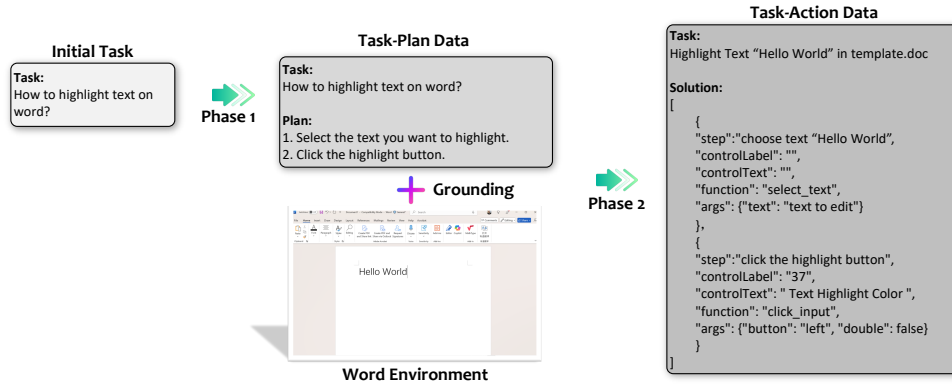 Initial Task
Task:
How to highlight text on
word?
Phase 1
Task-Plan Data
Task:
How to highlight text on word?
Plan:
1. Select the text you want to highlight.
2. Click the highlight button.
Grounding
Hello World
Word Environment
Phase 2
Task-Action Data
Task:
Highlight Text “Hello World” in template.doc
Solution:
[
{
"step":"choose text “Hello World”,
"controlLabel": "",
"controlText": "",
"function": "select_text",
"args": {"text": "text to edit"}
},
{
"step":"click the highlight button",
"controlLabel": "37",
"controlText": " Text Highlight Color ",
"function": "click_input",
"args": {"button": "left", "double": false}
}
]